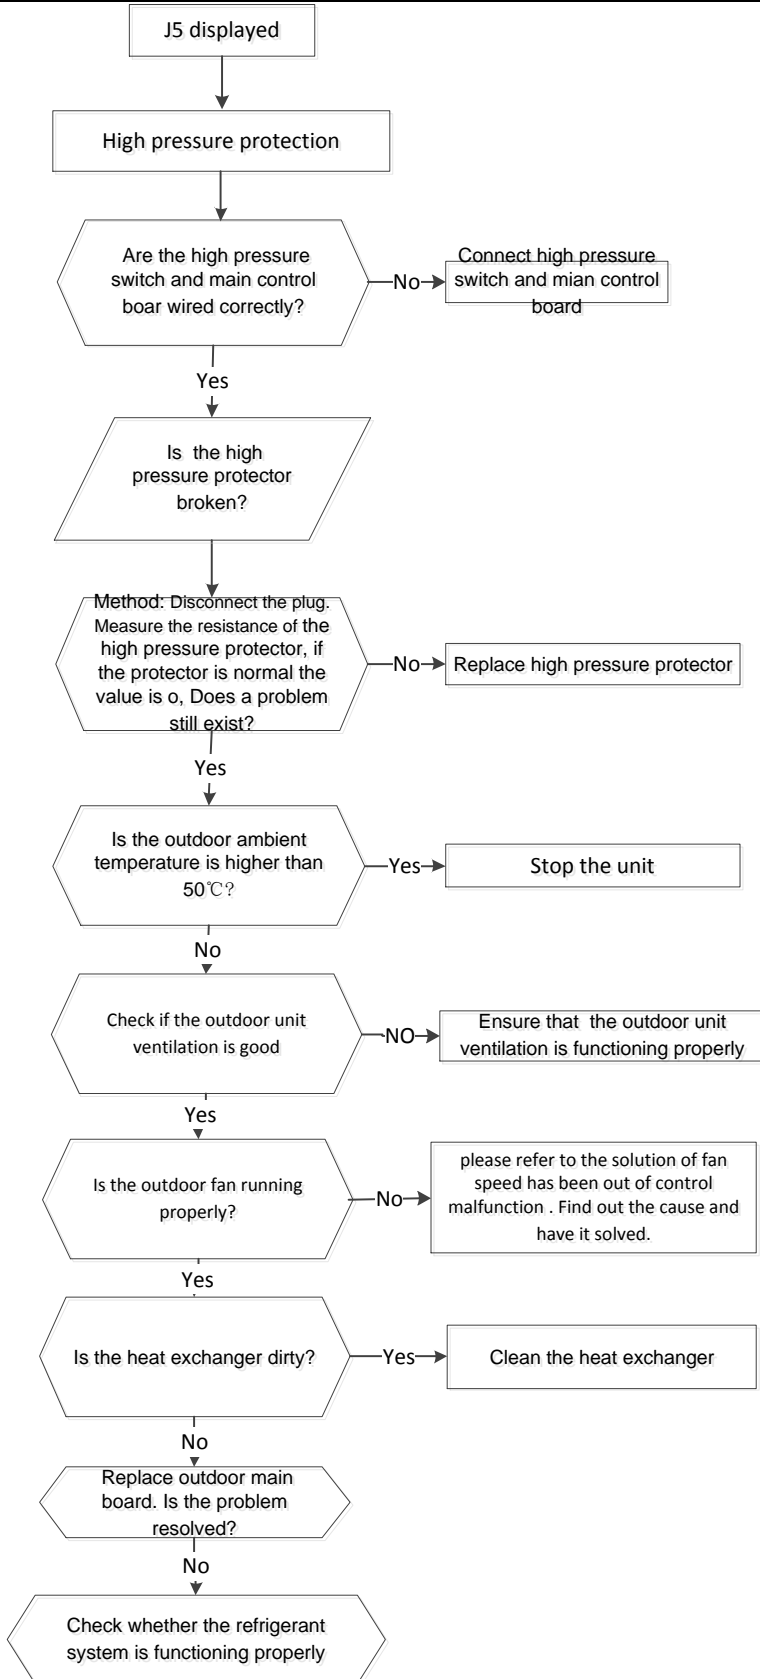 J5 displayed
High pressure protection
Are the high pressure
switch and main control
boar wired correctly?
No
Connect high pressure
switch and mian control
board
Yes
Is the high
pressure protector
broken?
Method: Disconnect the plug.
Measure the resistance of the
high pressure protector, if
the protector is normal the
value is o, Does a problem
still exist?
No
Replace high pressure protector
Yes
Is the outdoor ambient
temperature is higher than
50℃?
Yes
Stop the unit
No
Check if the outdoor unit
ventilation is good
NO
Ensure that the outdoor unit
ventilation is functioning properly
Yes
Is the outdoor fan running
properly?
No
please refer to the solution of fan
speed has been out of control
malfunction . Find out the cause and
have it solved.
Yes
Is the heat exchanger dirty?
Yes
Clean the heat exchanger
No
Replace outdoor main
board. Is the problem
resolved?
No
Check whether the refrigerant
system is functioning properly